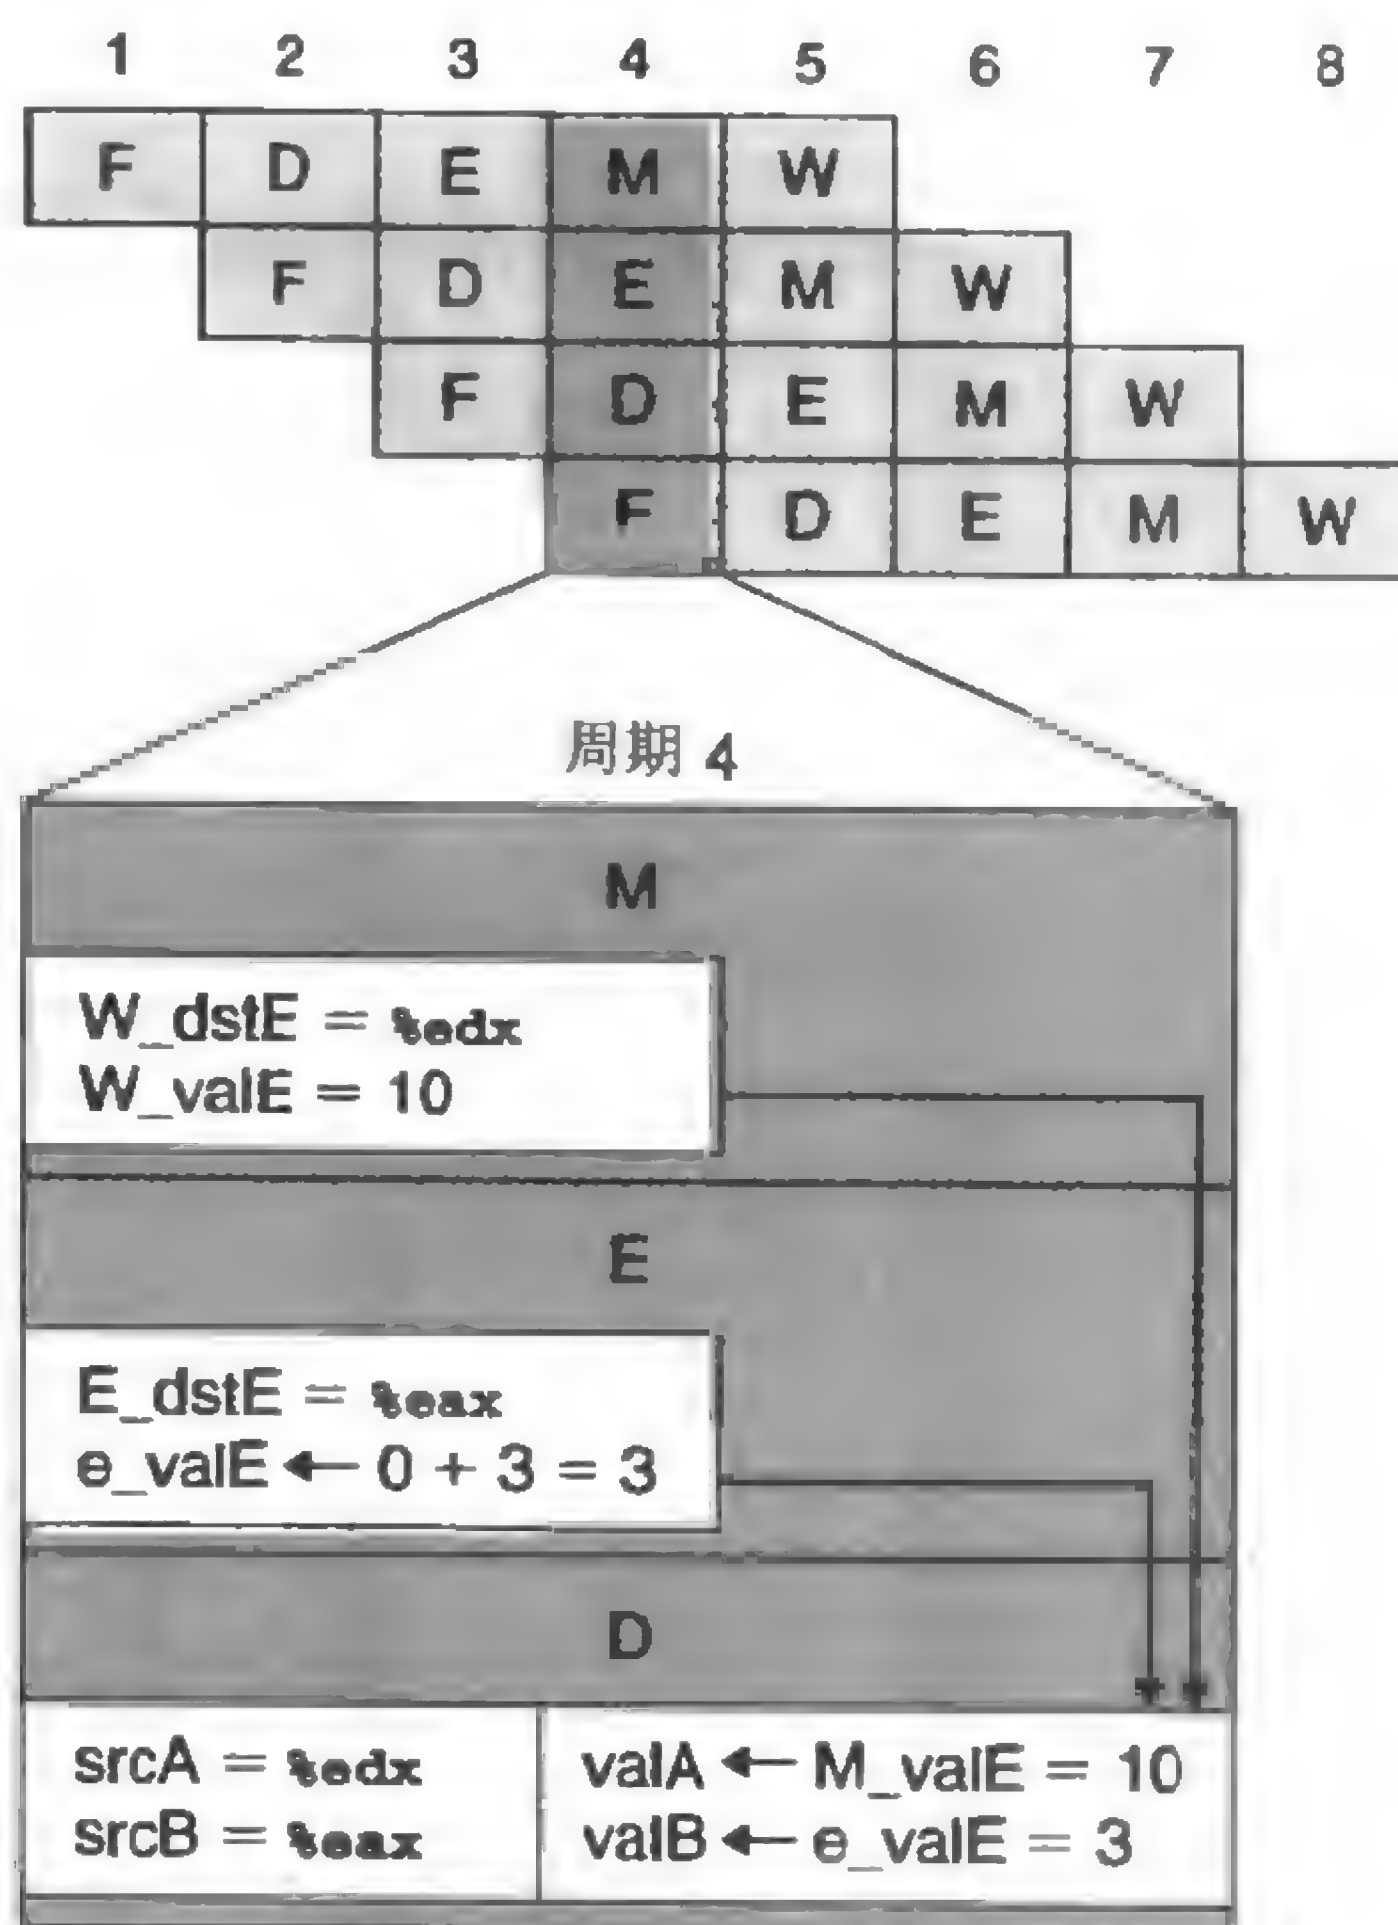 1 2 3 4 5 6 7 8
F D E M W
F D E M W
F D E M W
F D E M W
周期 4
M
W_dstE = %edx
W_valE = 10
E
E_dstE = %eax
e_valE ← 0 + 3 = 3
D
srcA = %edx
srcB = %eax
valA ← M_valE = 10
valB ← e_valE = 3